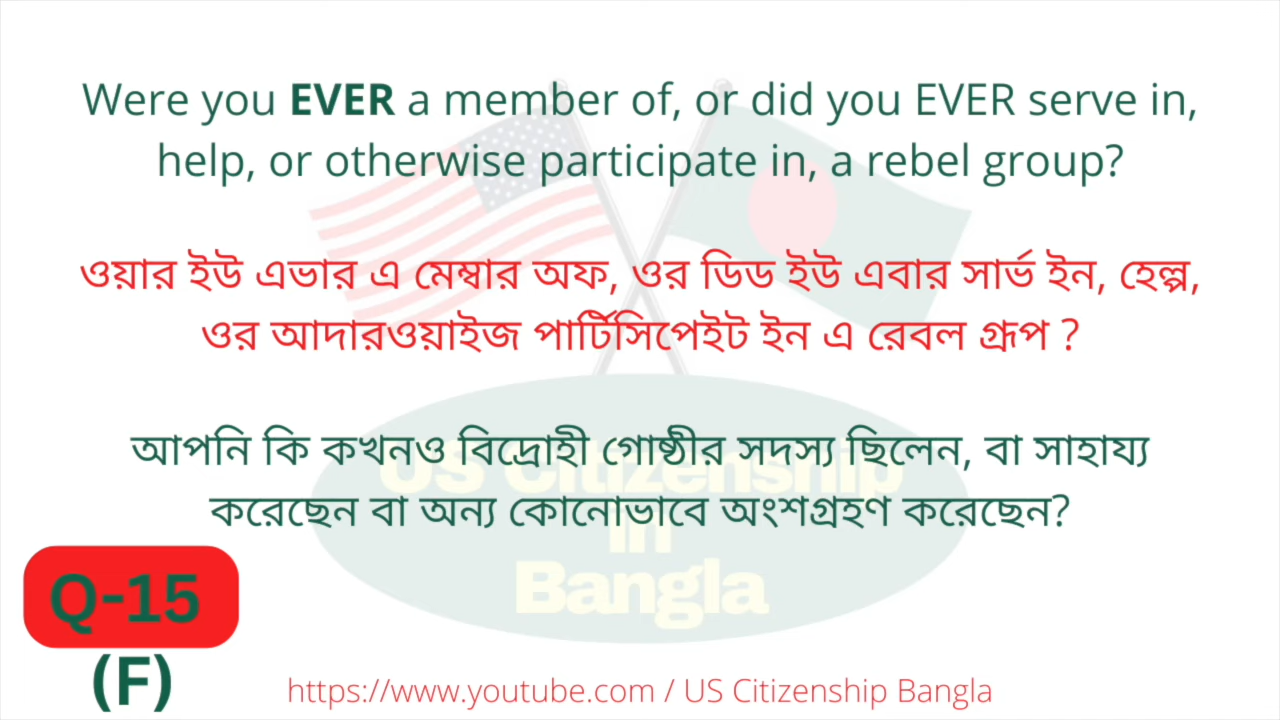 Were you EVER a member of, or did you EVER serve in,
help, or otherwise participate in, a rebel group?
ওয়ার ইউ এভার এ মেম্বার অফ, ওর ডিড ইউ এবার সার্ভ ইন, হেল্প,
ওর আদারওয়াইজ পার্টিসিপেইট ইন এ রেবল গ্রূপ ?
আপনি কি কখনও বিদ্রোহী গোষ্ঠীর সদস্য ছিলেন, বা সাহায্য
করেছেন বা অন্য কোনোভাবে অংশগ্রহণ করেছেন?
US Citizenship
in
Bangla
Q-15
(F)
https://www.youtube.com / US Citizenship Bangla